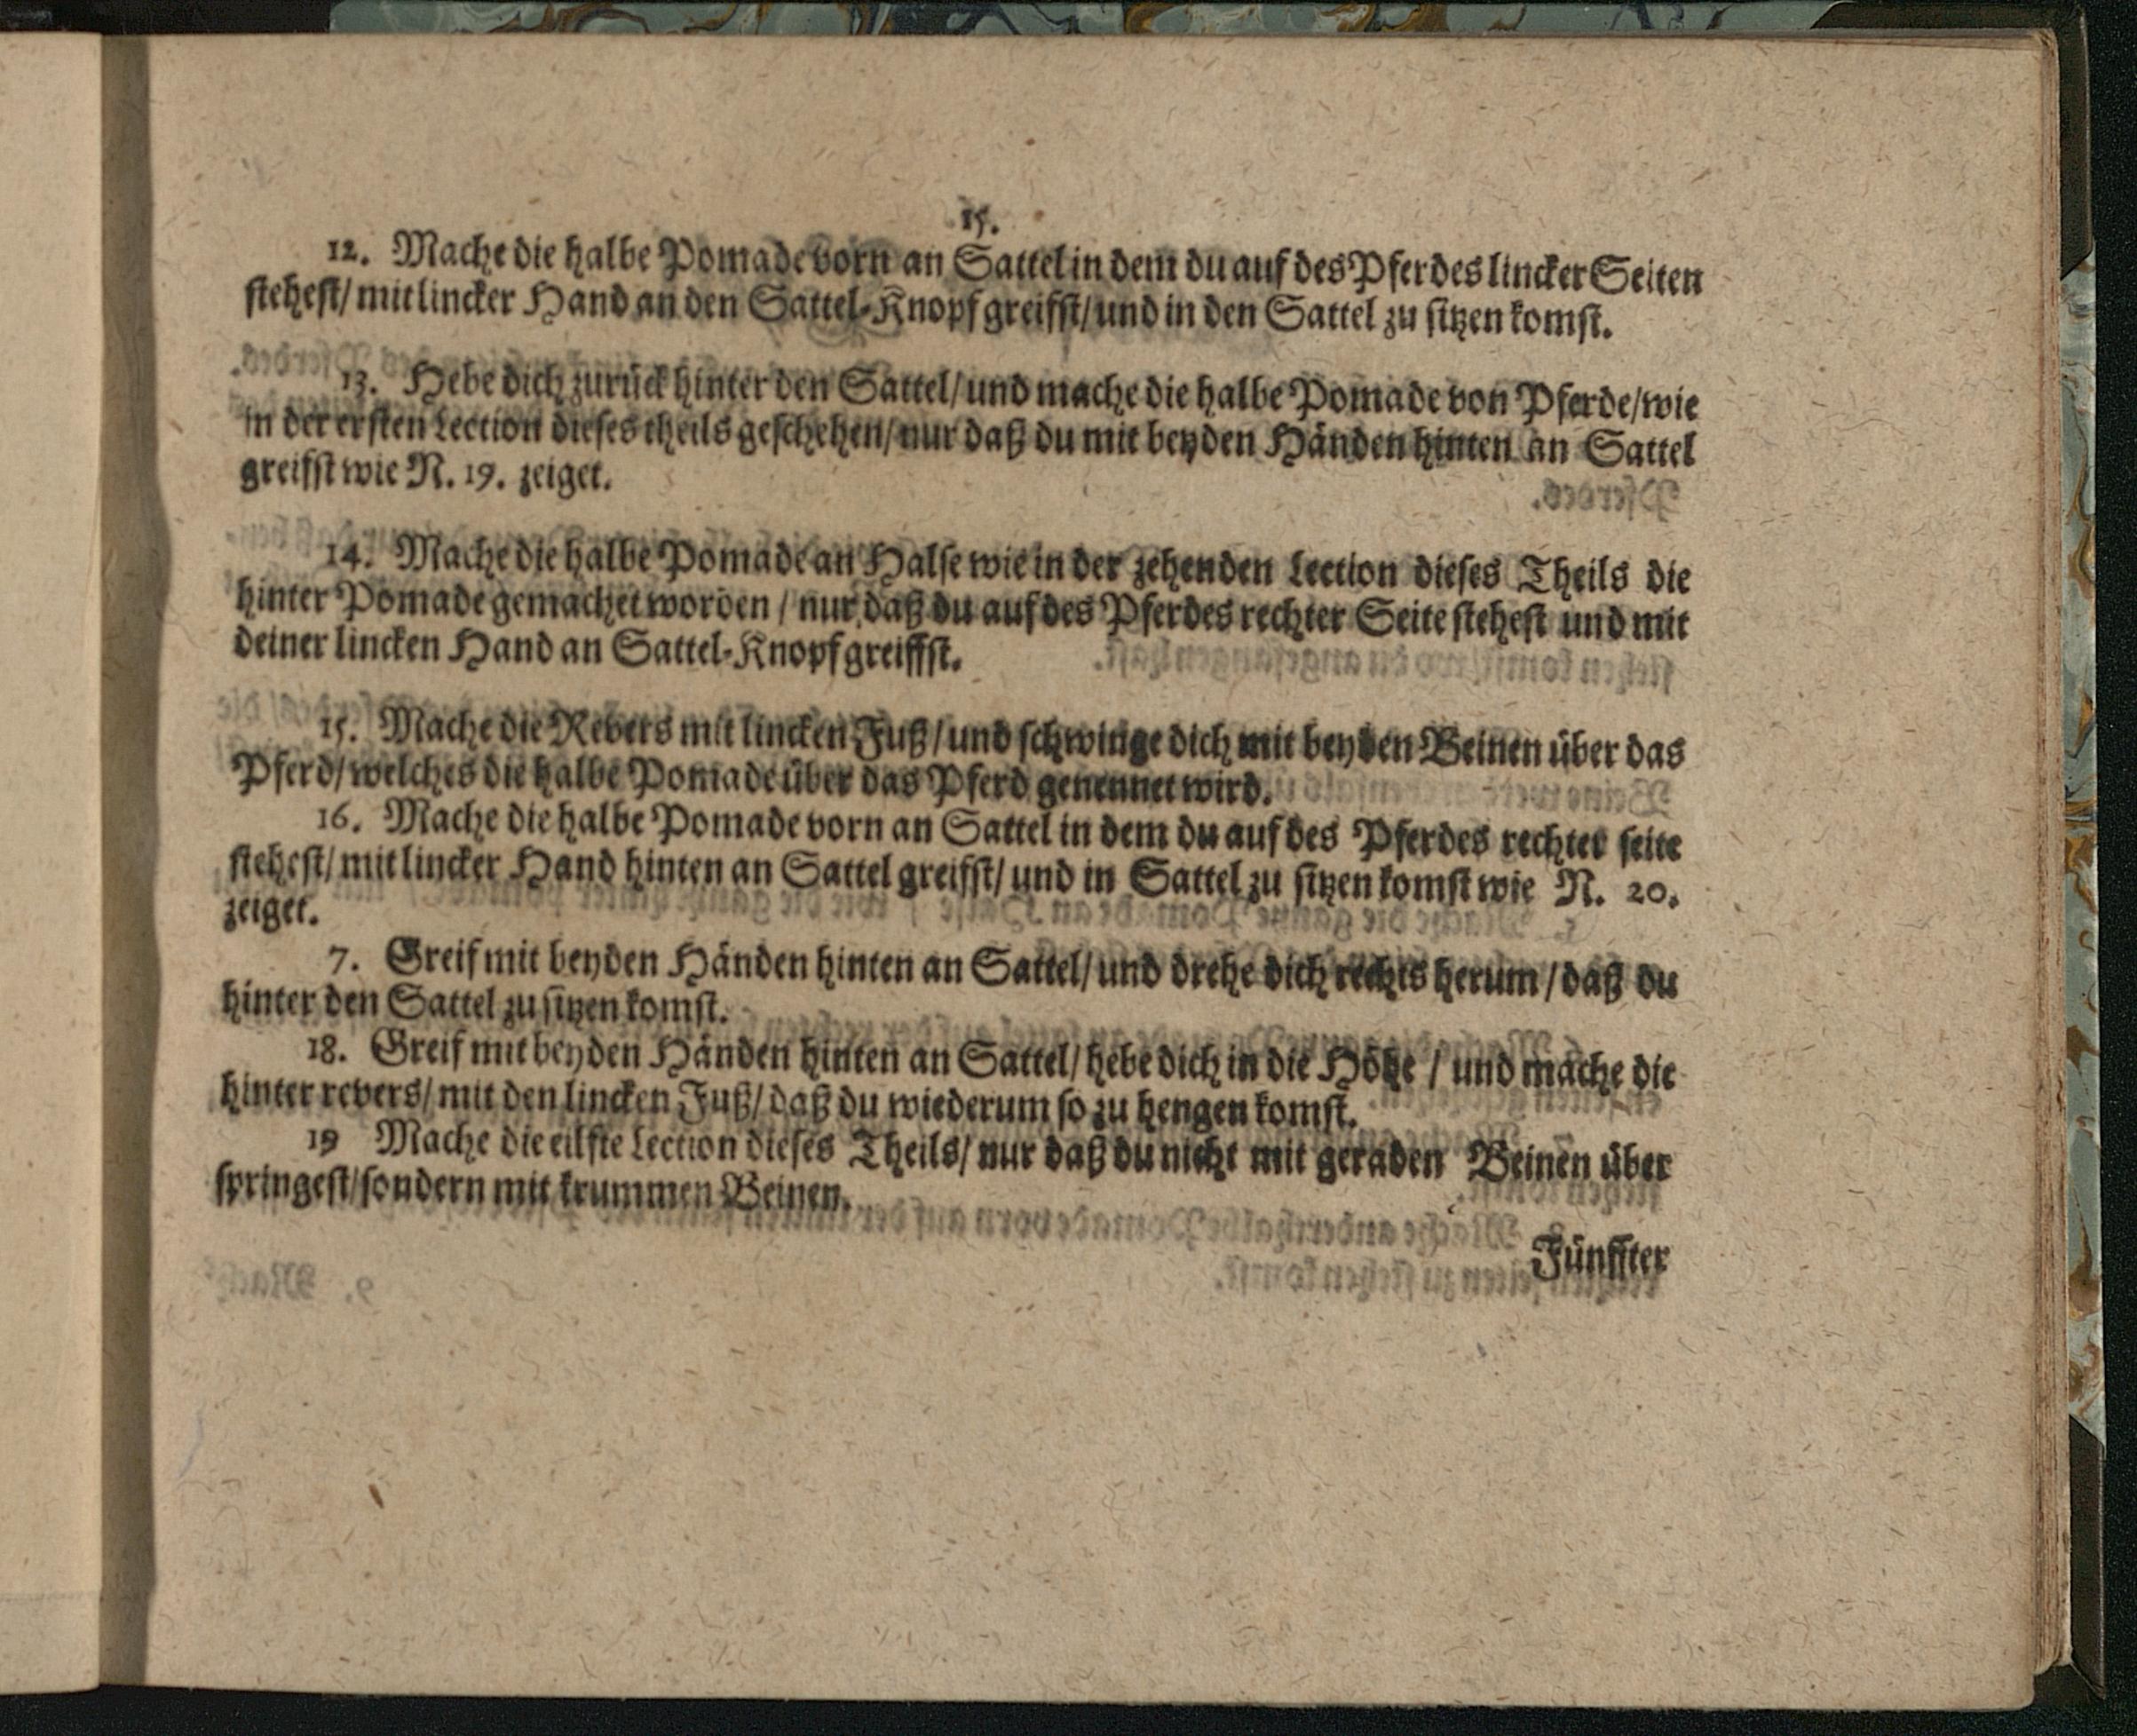 15.
12. Mache die halbe Pomade vorn an Sattel in dem du auf des Pferdes lincker Seiten
stehest/ mit lincker Hand an den Sattel-Knopf greifst/ und in den Sattel zu sitzen komst.
13. Hebe dich zurück hinter den Sattel/ und mache die halbe Pomade von Pferde/ wie
in der ersten Lection dieses theils geschehen/ nur daß du mit beyden Händen hinten an Sattel
greifst wie N. 19. zeiget.
14. Mache die halbe Pomade an Halse wie in der zehenden Lection dieses Theils die
hinter Pomade gemachet worden / nur daß du auf des Pferdes rechter Seite stehest und mit
deiner lincken Hand an Sattel-Knopf greiffst.
15. Mache die Revers mit lincken Fuß/ und schwinge dich mit beyden Beinen über das
Pferd/ welches die halbe Pomade über das Pferd genennet wird.
16. Mache die halbe Pomade vorn an Sattel in dem du auf des Pferdes rechter seite
stehest/ mit lincker Hand hinten an Sattel greifst/ und in Sattel zu sitzen komst wie N. 20.
zeiget.
7. Greif mit beyden Händen hinten an Sattel/ und drehe dich rechts herum / daß du
hinter den Sattel zu sitzen komst.
18. Greif mit beyden Händen hinten an Sattel/ hebe dich in die Höhe / und mache die
hinter revers/ mit den lincken Fuß/ daß du wiederum so zu hengen komst.
19 Mache die eilfte Lection dieses Theils/ nur daß du nicht mit geraden Beinen über
springest/ sondern mit krummen Beinen.
Fünffter